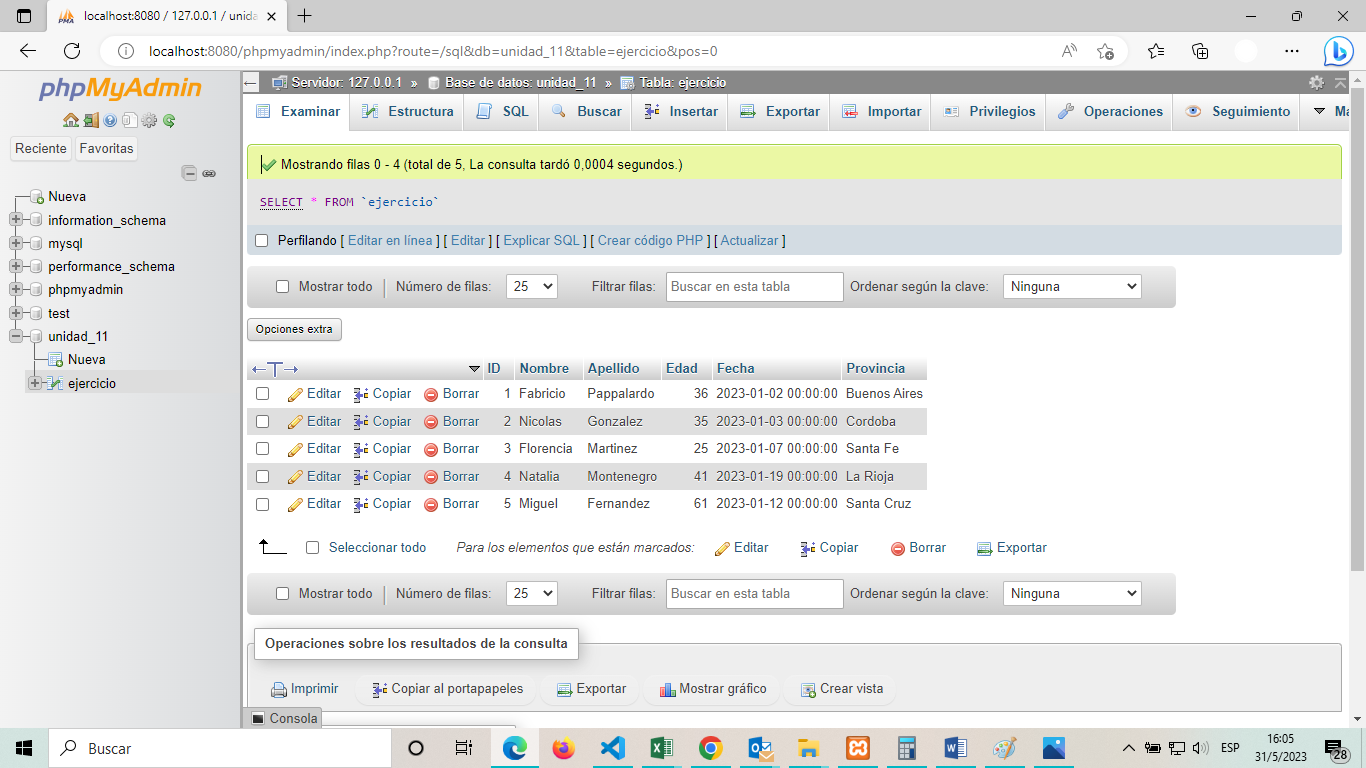 localhost:8080 / 127.0.0.1 / unida
localhost:8080/phpmyadmin/index.php?route=/sql&db=unidad_11&table=ejercicio&pos=0
phpMyAdmin
Reciente Favoritas
Nueva
information_schema
mysql
performance_schema
phpmyadmin
test
unidad_11
Nueva
ejercicio
Servidor: 127.0.0.1 » Base de datos: unidad_11 » Tabla: ejercicio
Examinar Estructura SQL Buscar Insertar Exportar Importar Privilegios Operaciones Seguimiento Ma
Mostrando filas 0 - 4 (total de 5, La consulta tardó 0,0004 segundos.)
SELECT * FROM `ejercicio`
Perfilando [ Editar en línea ] [ Editar ] [ Explicar SQL ] [ Crear código PHP ] [ Actualizar ]
Mostrar todo Número de filas: 25 Filtrar filas: Buscar en esta tabla Ordenar según la clave: Ninguna
Opciones extra
←T→ ID Nombre Apellido Edad Fecha Provincia
Editar Copiar Borrar 1 Fabricio Pappalardo 36 2023-01-02 00:00:00 Buenos Aires
Editar Copiar Borrar 2 Nicolas Gonzalez 35 2023-01-03 00:00:00 Cordoba
Editar Copiar Borrar 3 Florencia Martinez 25 2023-01-07 00:00:00 Santa Fe
Editar Copiar Borrar 4 Natalia Montenegro 41 2023-01-19 00:00:00 La Rioja
Editar Copiar Borrar 5 Miguel Fernandez 61 2023-01-12 00:00:00 Santa Cruz
Seleccionar todo Para los elementos que están marcados: Editar Copiar Borrar Exportar
Mostrar todo Número de filas: 25 Filtrar filas: Buscar en esta tabla Ordenar según la clave: Ninguna
Operaciones sobre los resultados de la consulta
Imprimir Copiar al portapapeles Exportar Mostrar gráfico Crear vista
Consola
Buscar
ESP
16:05
31/5/2023
28